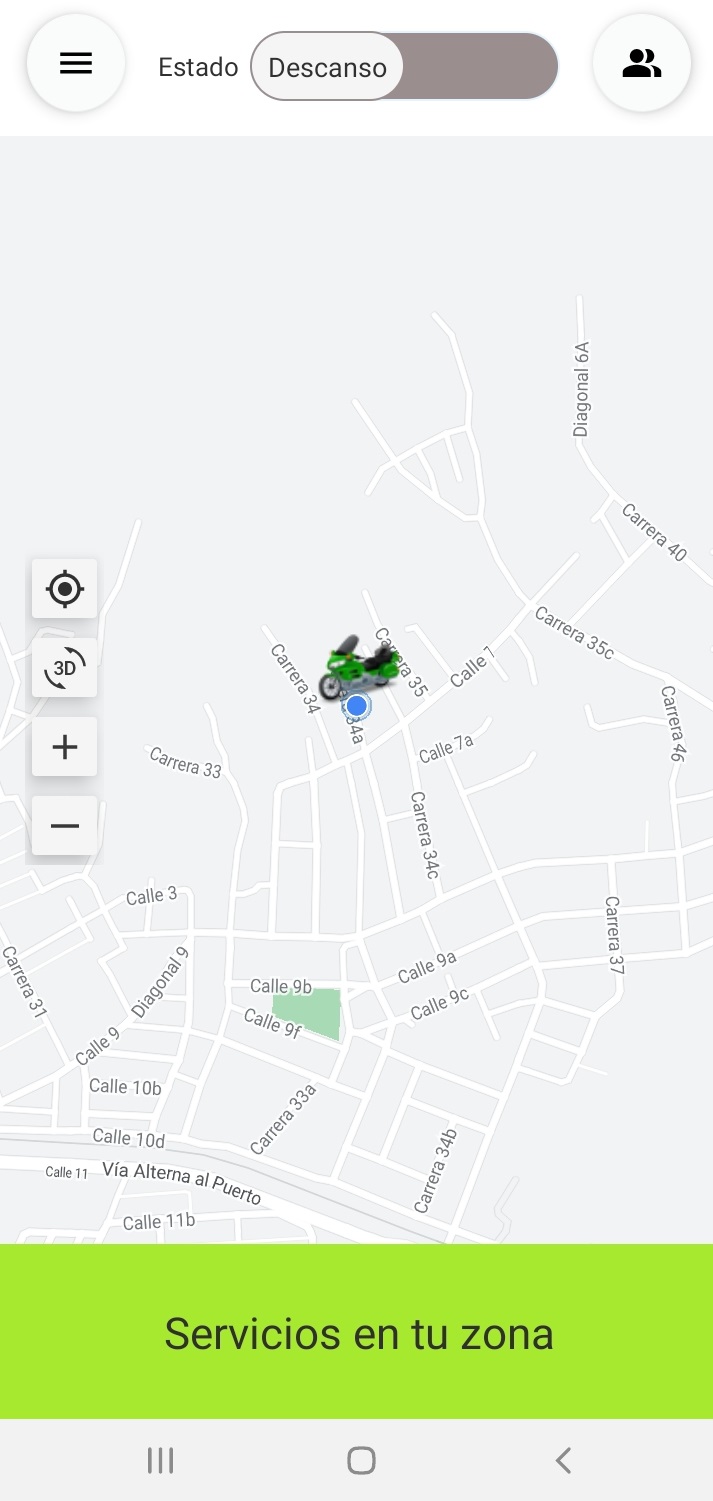 Estado
Descanso
Diagonal 6A
Carrera 40
Carrera 35c
Carrera 35
Calle 7
Carrera 34
34a
Carrera 46
Calle 7a
Carrera 33
3D
Carrera 34c
Calle 3
Carrera 37
Diagonal 9
Calle 9a
Carrera 31
Calle 9b
Calle 9c
Calle 9f
Calle 9
Calle 10b
Carrera 33a
Calle 10d
Carrera 34b
Calle 11
Vía Alterna al Puerto
Calle 11b
Servicios en tu zona